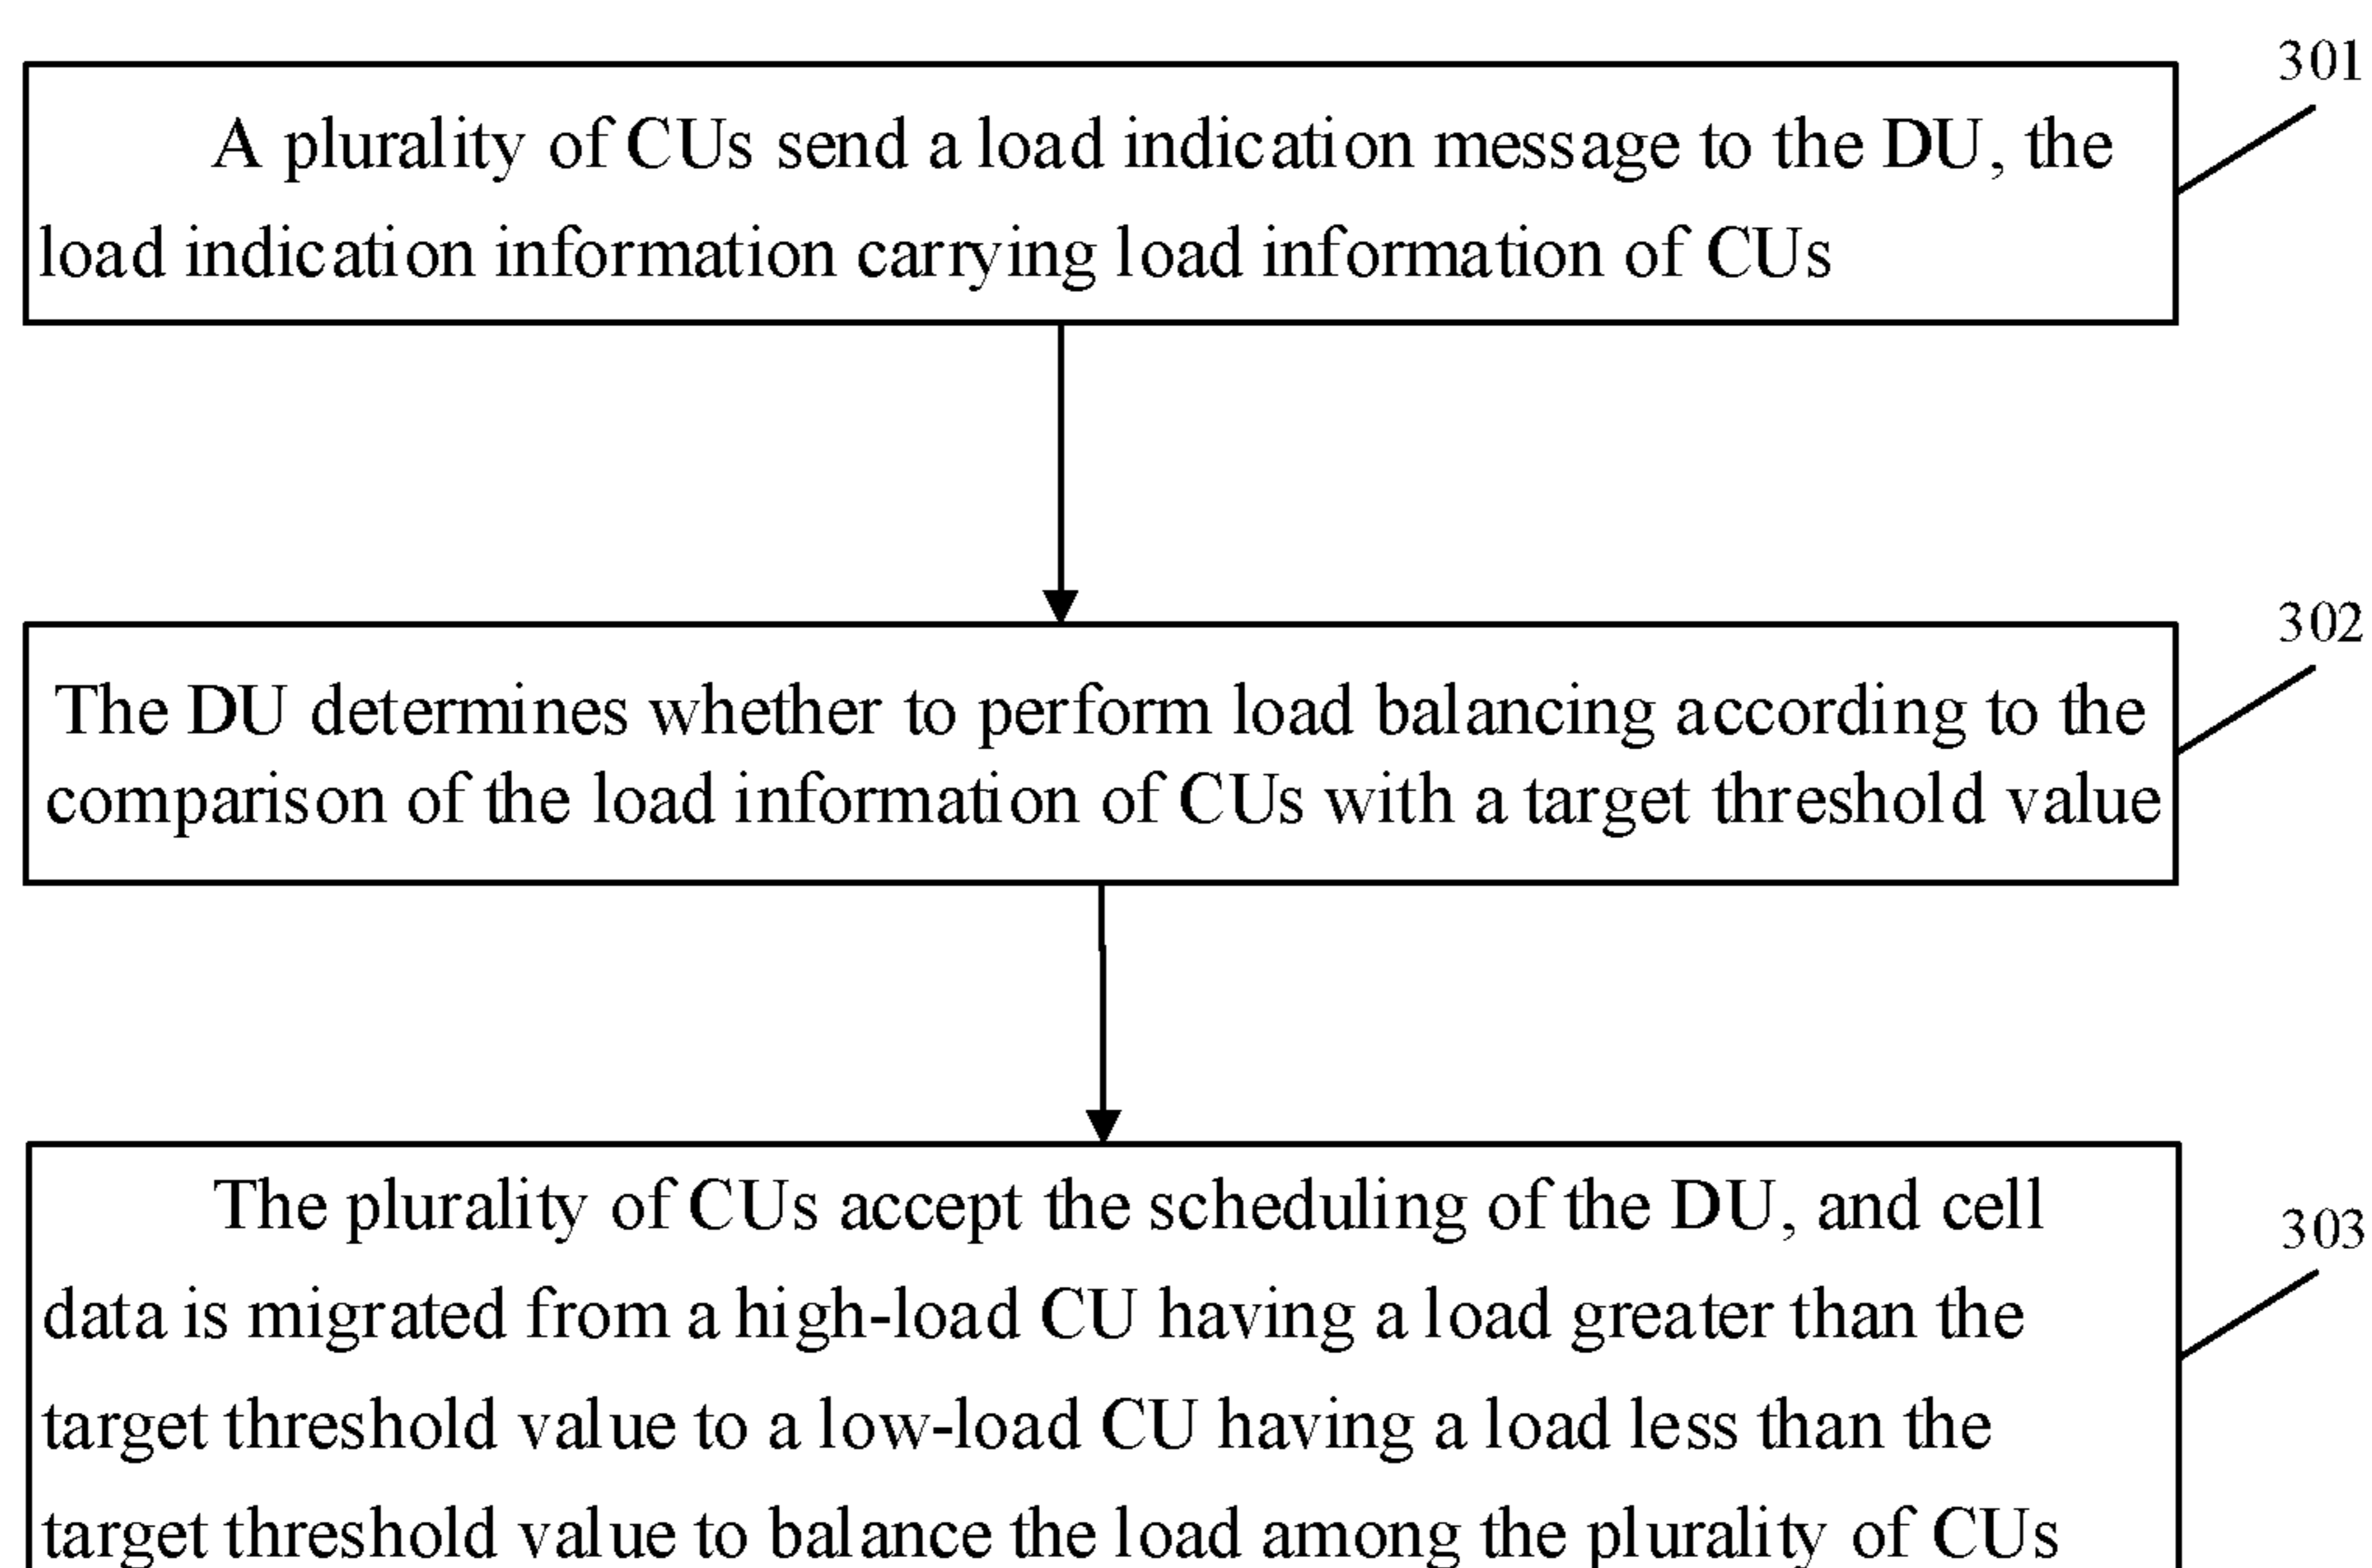 301
A plurality of CUs send a load indication message to the DU, the
load indication information carrying load information of CUs
302
The DU determines whether to perform load balancing according to the
comparison of the load information of CUs with a target threshold value
303
The plurality of CUs accept the scheduling of the DU, and cell
data is migrated from a high-load CU having a load greater than the
target threshold value to a low-load CU having a load less than the
target threshold value to balance the load among the plurality of CUs